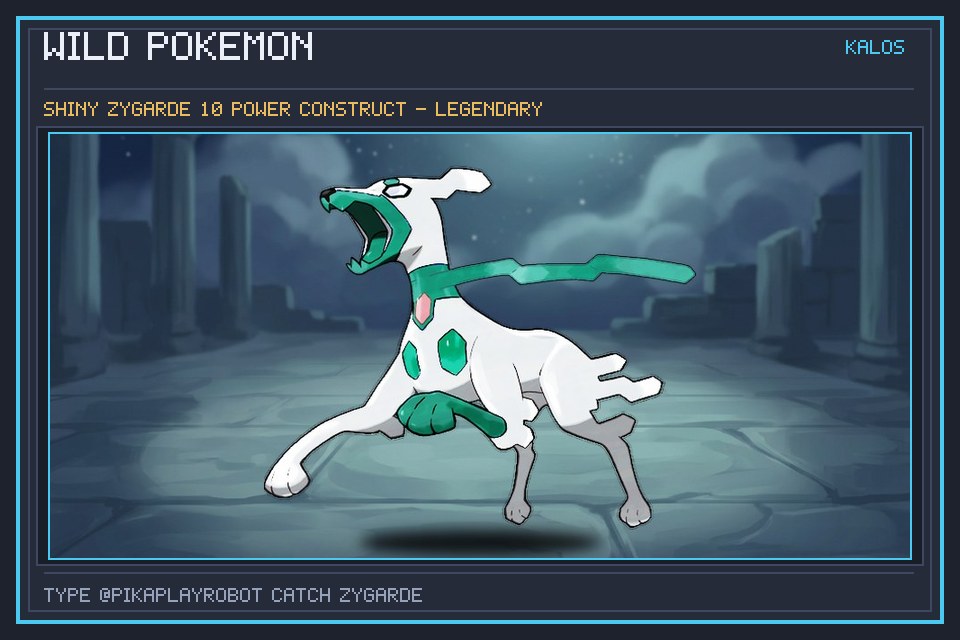 WILD POKEMON
KALOS
SHINY ZYGARDE 10 POWER CONSTRUCT - LEGENDARY
TYPE @PIKAPLAYROBOT CATCH ZYGARDE